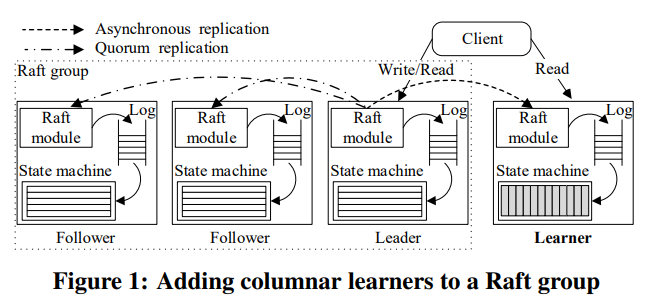 Asynchronous replication
Quorum replication
Client
Raft group
Write/Read
Read
Raft module
Log
Raft module
Log
Raft module
Log
Raft module
Log
State machine
State machine
State machine
State machine
Follower
Follower
Leader
Learner
Figure 1: Adding columnar learners to a Raft group